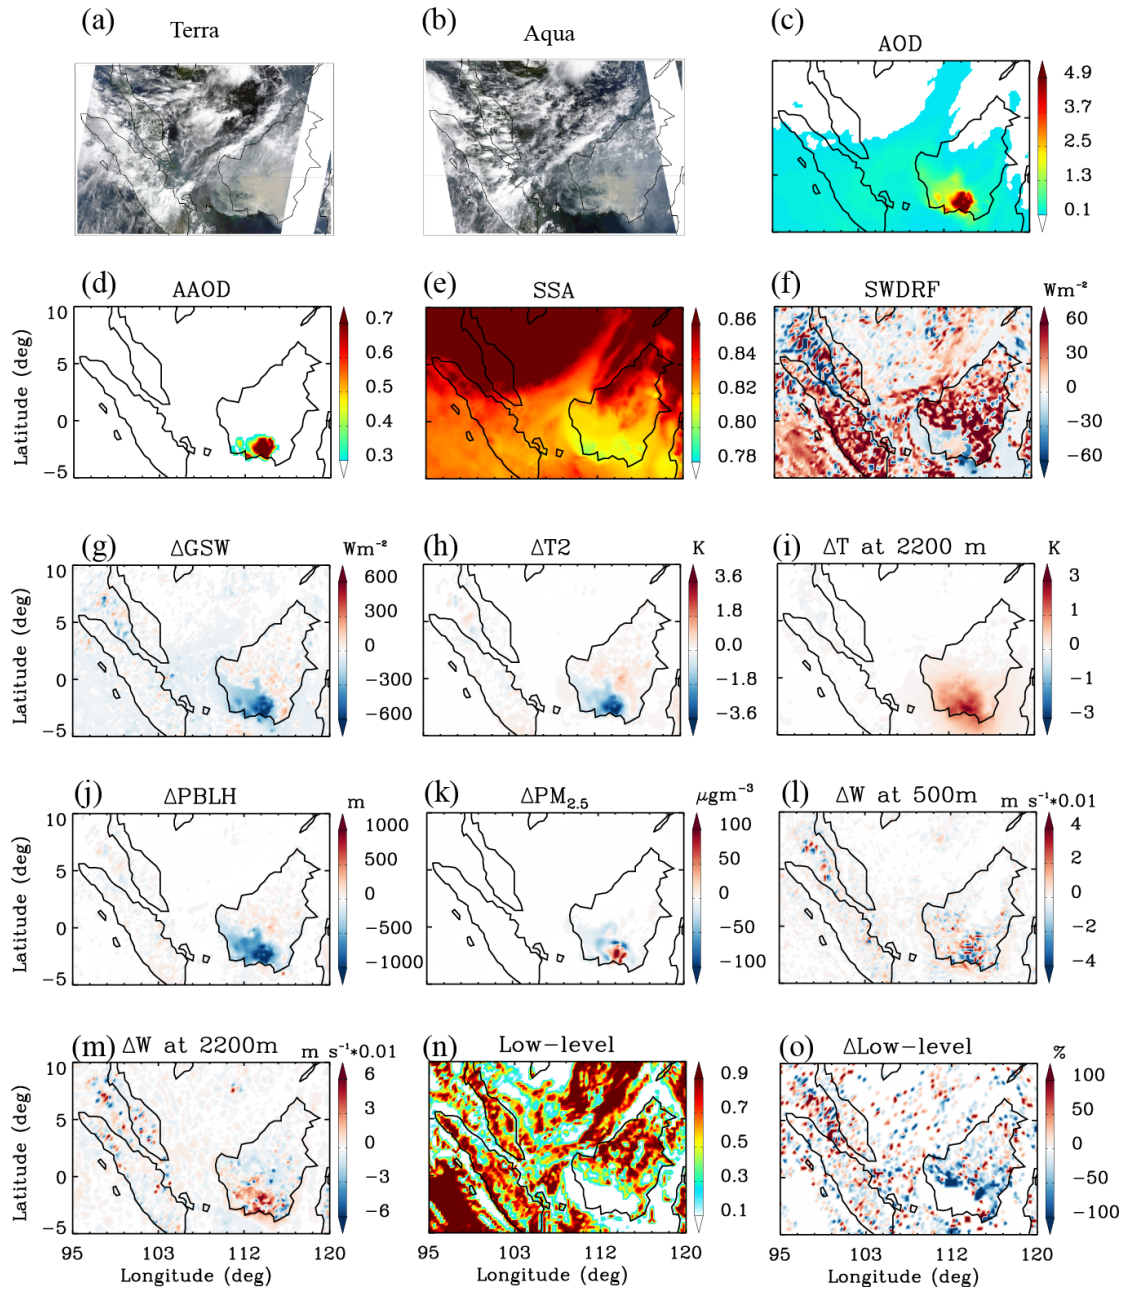 (a) (b) (c)
Terra Aqua AOD
4.9
3.7
2.5
1.3
0.1
(d) (e) (f)
AAOD SSA SWDRF Wm⁻²
10 0.7 0.86 60
5 0.6 0.84 30
0.5 0.82 0
0 0.4 0.80 −30
−5 0.3 0.78 −60
Latitude (deg)
(g) (h) (i)
ΔGSW Wm⁻² ΔT2 K ΔT at 2200 m K
10 600 3.6 3
5 300 1.8 1
0 0.0 0
0 −300 −1.8 −1
−5 −600 −3.6 −3
Latitude (deg)
(j) (k) (l)
ΔPBLH m ΔPM₂.₅ μgm⁻³ ΔW at 500m m s⁻¹*0.01
10 1000 100 4
5 500 50 2
0 0 0
0 −500 −50 −2
−5 −1000 −100 −4
Latitude (deg)
(m) (n) (o)
ΔW at 2200m m s⁻¹*0.01 Low−level ΔLow−level %
10 6 0.9 100
5 3 0.7 50
0 0.5 0
0 −3 0.3 −50
−5 −6 0.1 −100
Latitude (deg)
95 103 112 120 95 103 112 120 95 103 112 120
Longitude (deg) Longitude (deg) Longitude (deg)